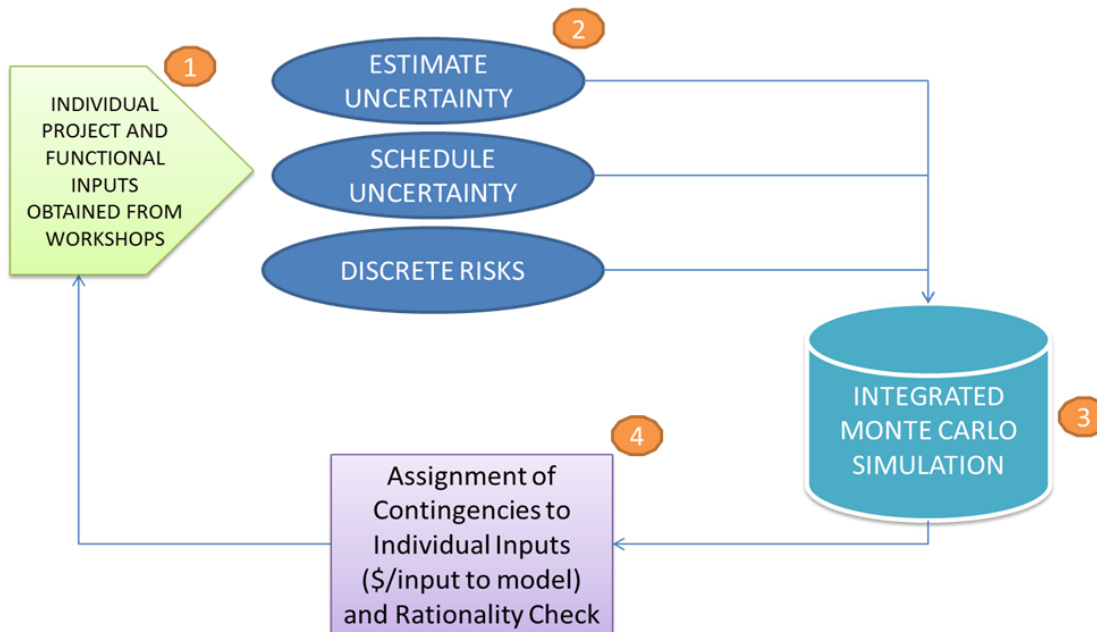 1
INDIVIDUAL
PROJECT AND
FUNCTIONAL
INPUTS
OBTAINED FROM
WORKSHOPS
2
ESTIMATE
UNCERTAINTY
SCHEDULE
UNCERTAINTY
DISCRETE RISKS
INTEGRATED
MONTE CARLO
SIMULATION
3
4
Assignment of
Contingencies to
Individual Inputs
($/input to model)
and Rationality Check